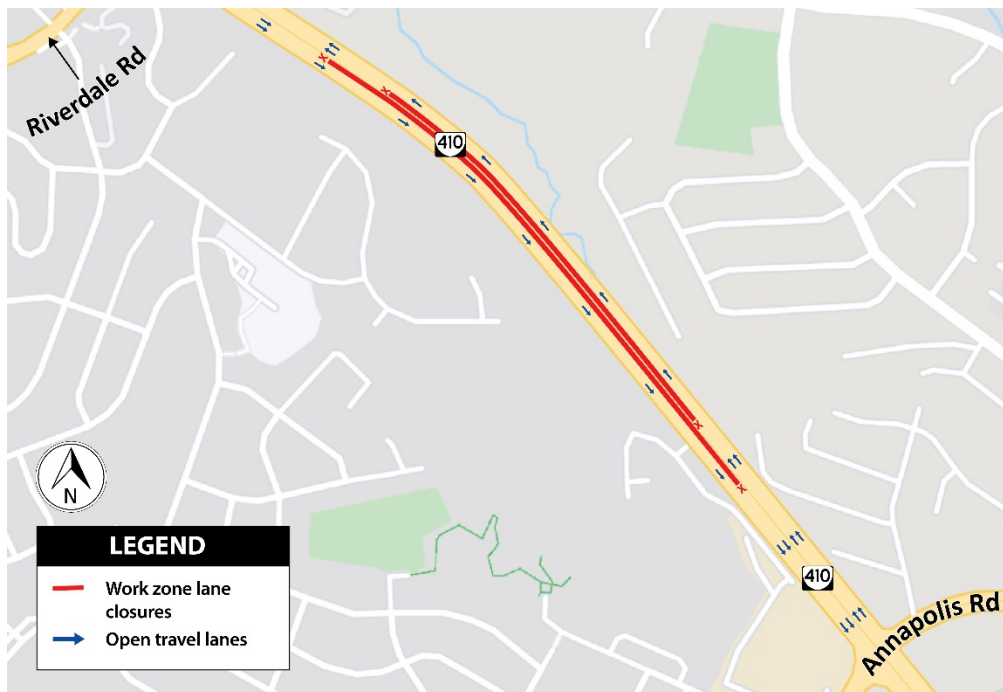 Riverdale Rd
410
410
Annapolis Rd
N
LEGEND
Work zone lane
closures
Open travel lanes